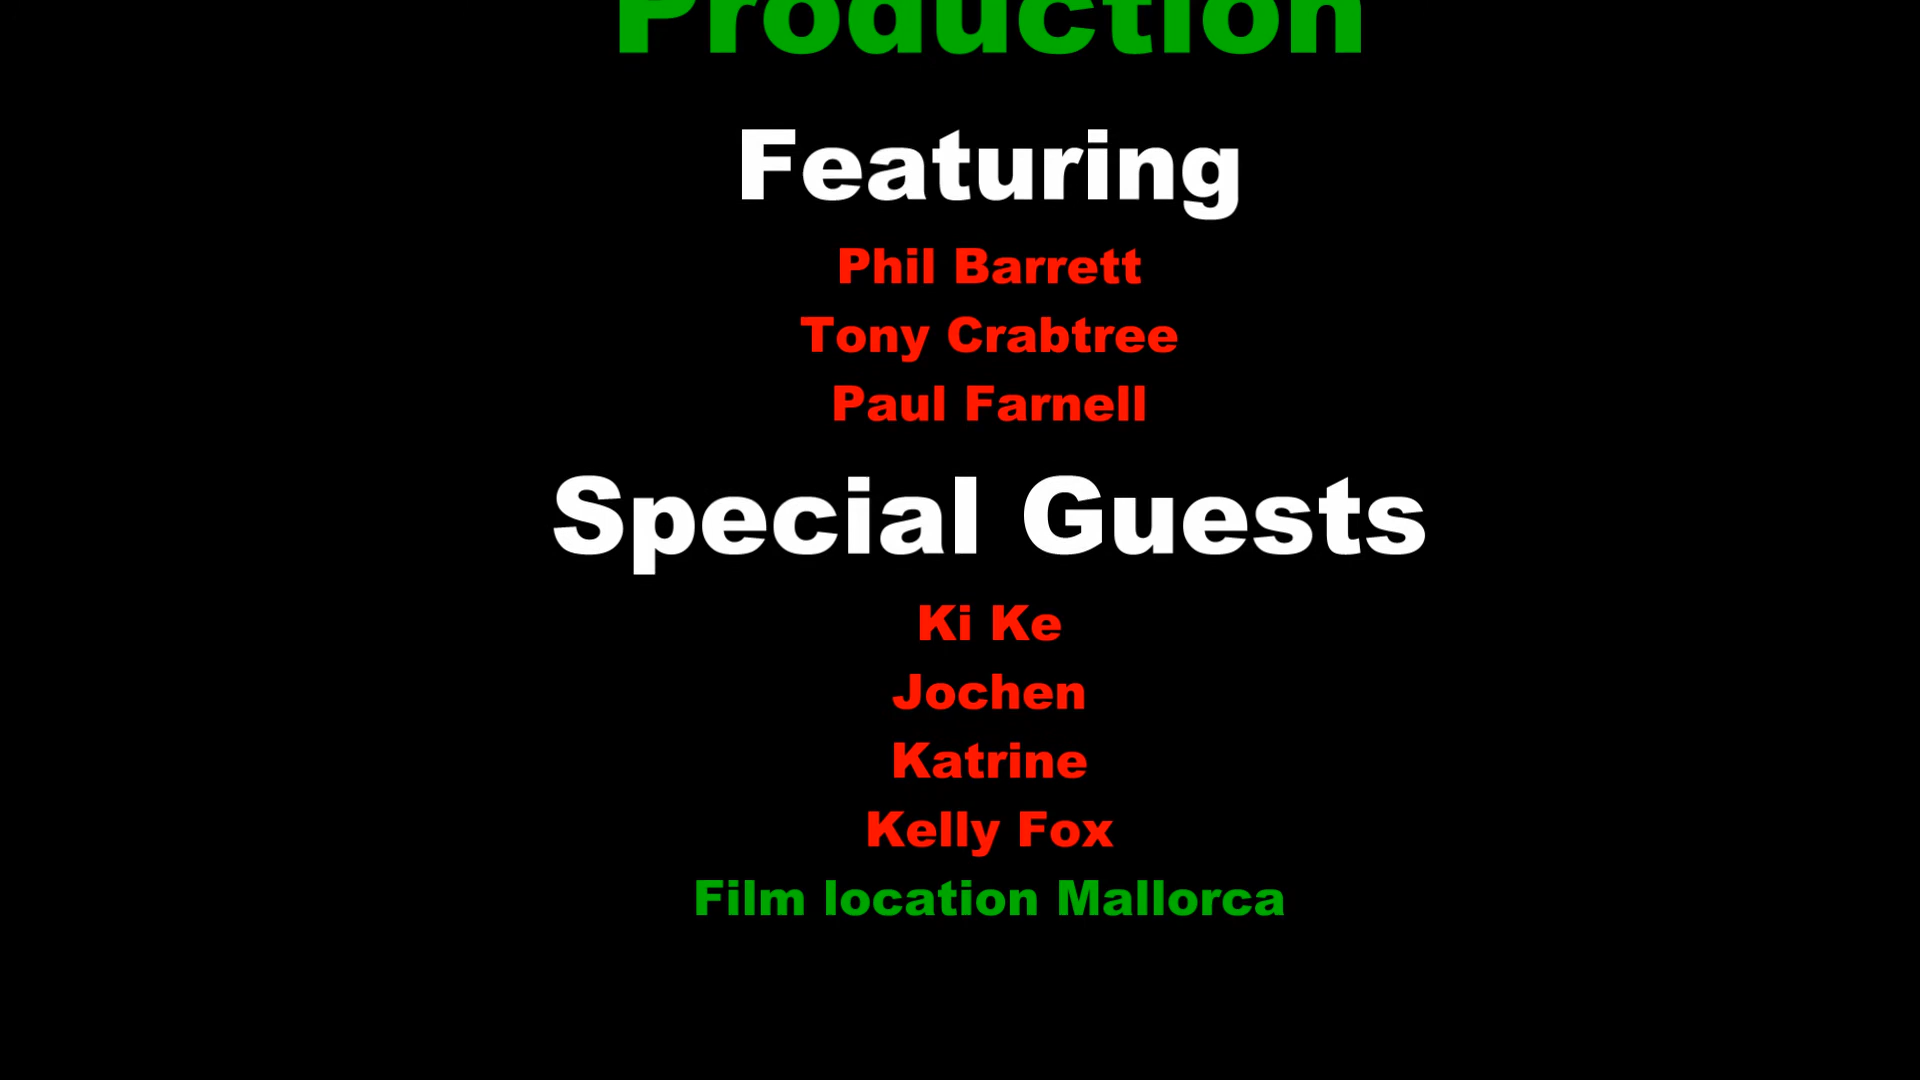 Production
Featuring
Phil Barrett
Tony Crabtree
Paul Farnell
Special Guests
Ki Ke
Jochen
Katrine
Kelly Fox
Film location Mallorca